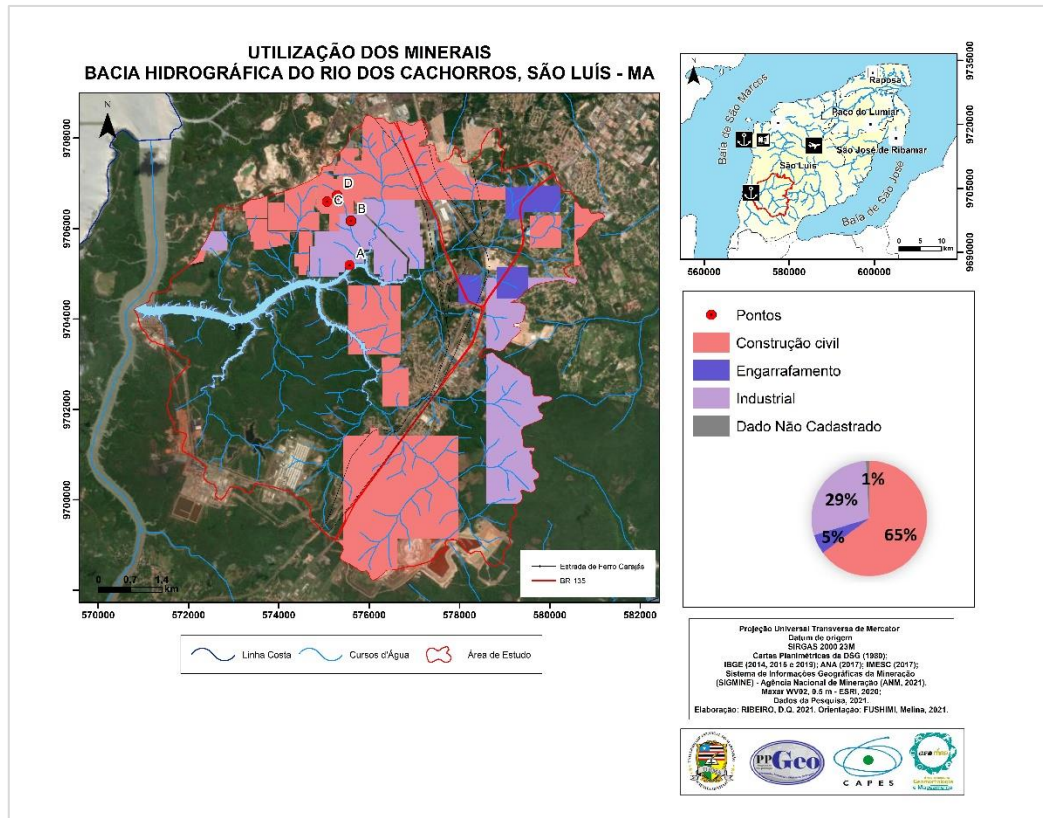 UTILIZAÇÃO DOS MINERAIS
BACIA HIDROGRÁFICA DO RIO DOS CACHORROS, SÃO LUÍS - MA
N
9708000
9706000
9704000
9702000
9700000
D
C
B
A
0 0,7 1,4
km
Estrada de Ferro Carajás
BR 135
570000 572000 574000 576000 578000 580000 582000
Linha Costa
Cursos d'Água
Área de Estudo
N
Baía de São Marcos
Raposa
Paço do Lumiar
São José de Ribamar
São Luís
Baía de São José
0 5 10
km
9735000
9720000
9705000
9690000
560000 580000 600000
Pontos
Construção civil
Engarrafamento
Industrial
Dado Não Cadastrado
1%
29%
5%
65%
Projeção Universal Transversa de Mercator
Datum de origem
SIRGAS 2000 23M
Cartas Planimétricas da DSG (1980);
IBGE (2014, 2015 e 2019); ANA (2017); IMESC (2017);
Sistema de Informações Geográficas da Mineração
(SIGMINE) - Agência Nacional de Mineração (ANM, 2021).
Maxar WV02, 0.5 m - ESRI, 2020;
Dados da Pesquisa, 2021.
Elaboração: RIBEIRO, D.Q. 2021. Orientação: FUSHIMI, Melina, 2021.
PPGeo
CAPES